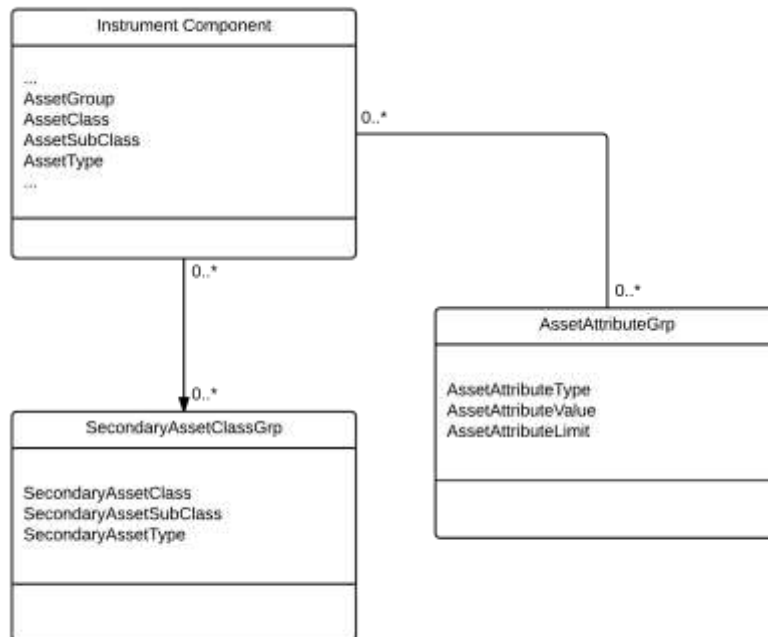 Instrument Component
...
AssetGroup
AssetClass
AssetSubClass
AssetType
...
0..*
0..*
0..*
AssetAttributeGrp
AssetAttributeType
AssetAttributeValue
AssetAttributeLimit
0..*
SecondaryAssetClassGrp
SecondaryAssetClass
SecondaryAssetSubClass
SecondaryAssetType